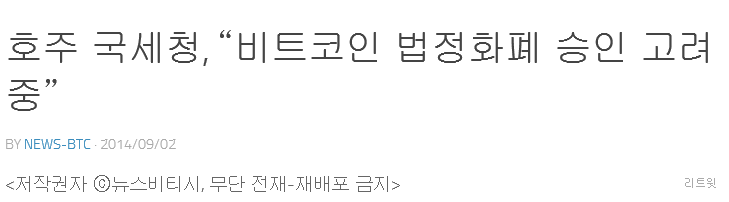 호주 국세청, “비트코인 법정화폐 승인 고려
중”
BY NEWS-BTC · 2014/09/02
<저작권자 ⓒ뉴스비티시, 무단 전재-재배포 금지>
리트윗